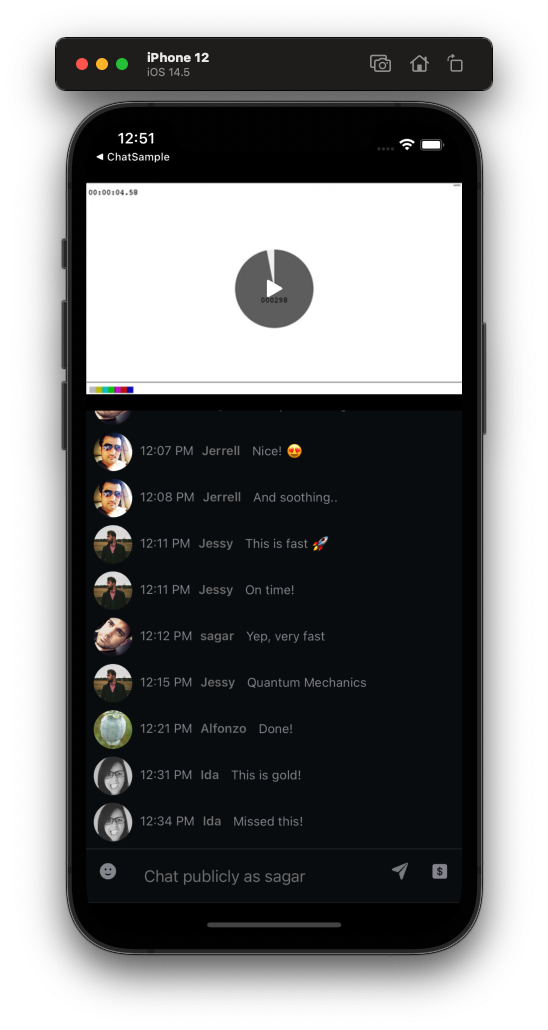 iPhone 12
iOS 14.5
12:51
◀ ChatSample
00:00:04.58
000298
12:07 PM Jerrell Nice! 😍
12:08 PM Jerrell And soothing..
12:11 PM Jessy This is fast 🚀
12:11 PM Jessy On time!
12:12 PM sagar Yep, very fast
12:15 PM Jessy Quantum Mechanics
12:21 PM Alfonzo Done!
12:31 PM Ida This is gold!
12:34 PM Ida Missed this!
Chat publicly as sagar
$